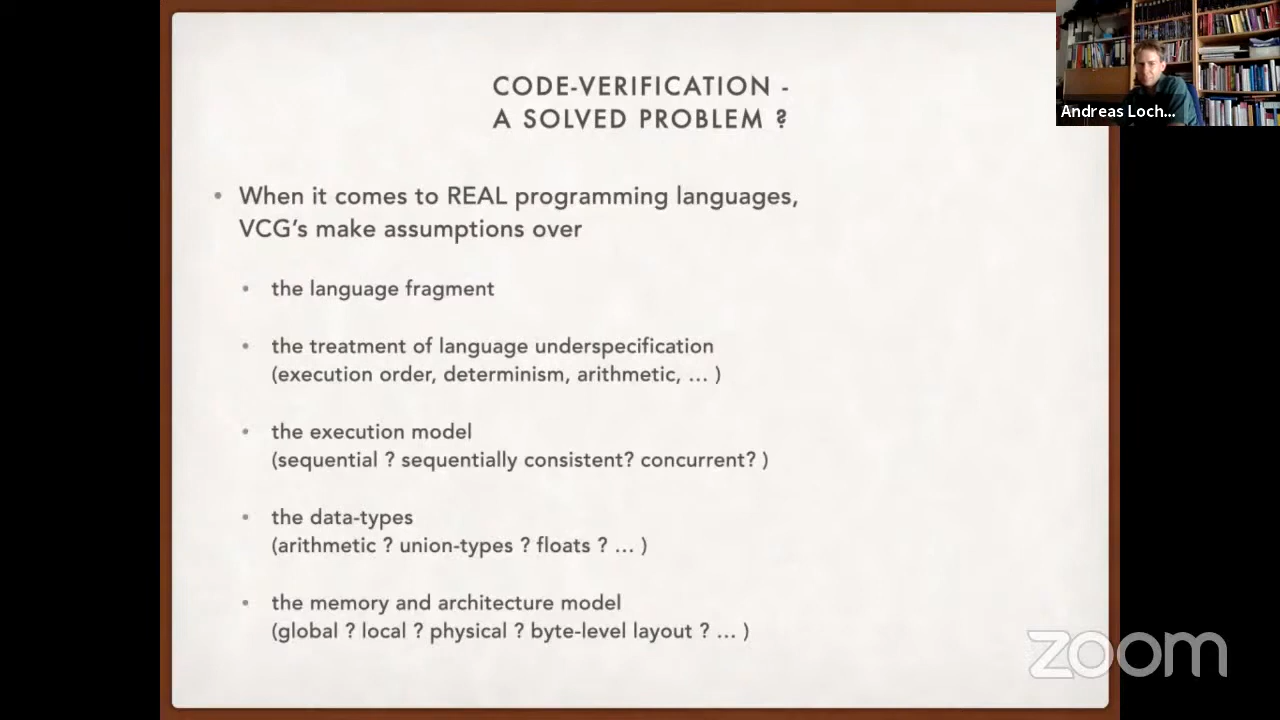 CODE-VERIFICATION -
A SOLVED PROBLEM ?
• When it comes to REAL programming languages,
VCG's make assumptions over
• the language fragment
• the treatment of language underspecification
(execution order, determinism, arithmetic, … )
• the execution model
(sequential ? sequentially consistent? concurrent? )
• the data-types
(arithmetic ? union-types ? floats ? … )
• the memory and architecture model
(global ? local ? physical ? byte-level layout ? … )
Andreas Loch...
zoom